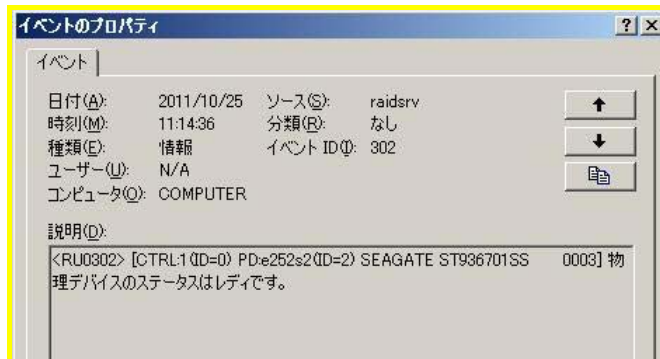 イベントのプロパティ
イベント
日付(A): 2011/10/25 ソース(S): raidsrv
時刻(M): 11:14:36 分類(R): なし
種類(E): 情報 イベント ID(I): 302
ユーザー(U): N/A
コンピュータ(O): COMPUTER
説明(D):
<RU0302> [CTRL:1(ID=0) PD:e252s2(ID=2) SEAGATE ST936701SS 0003] 物
理デバイスのステータスはレディです。